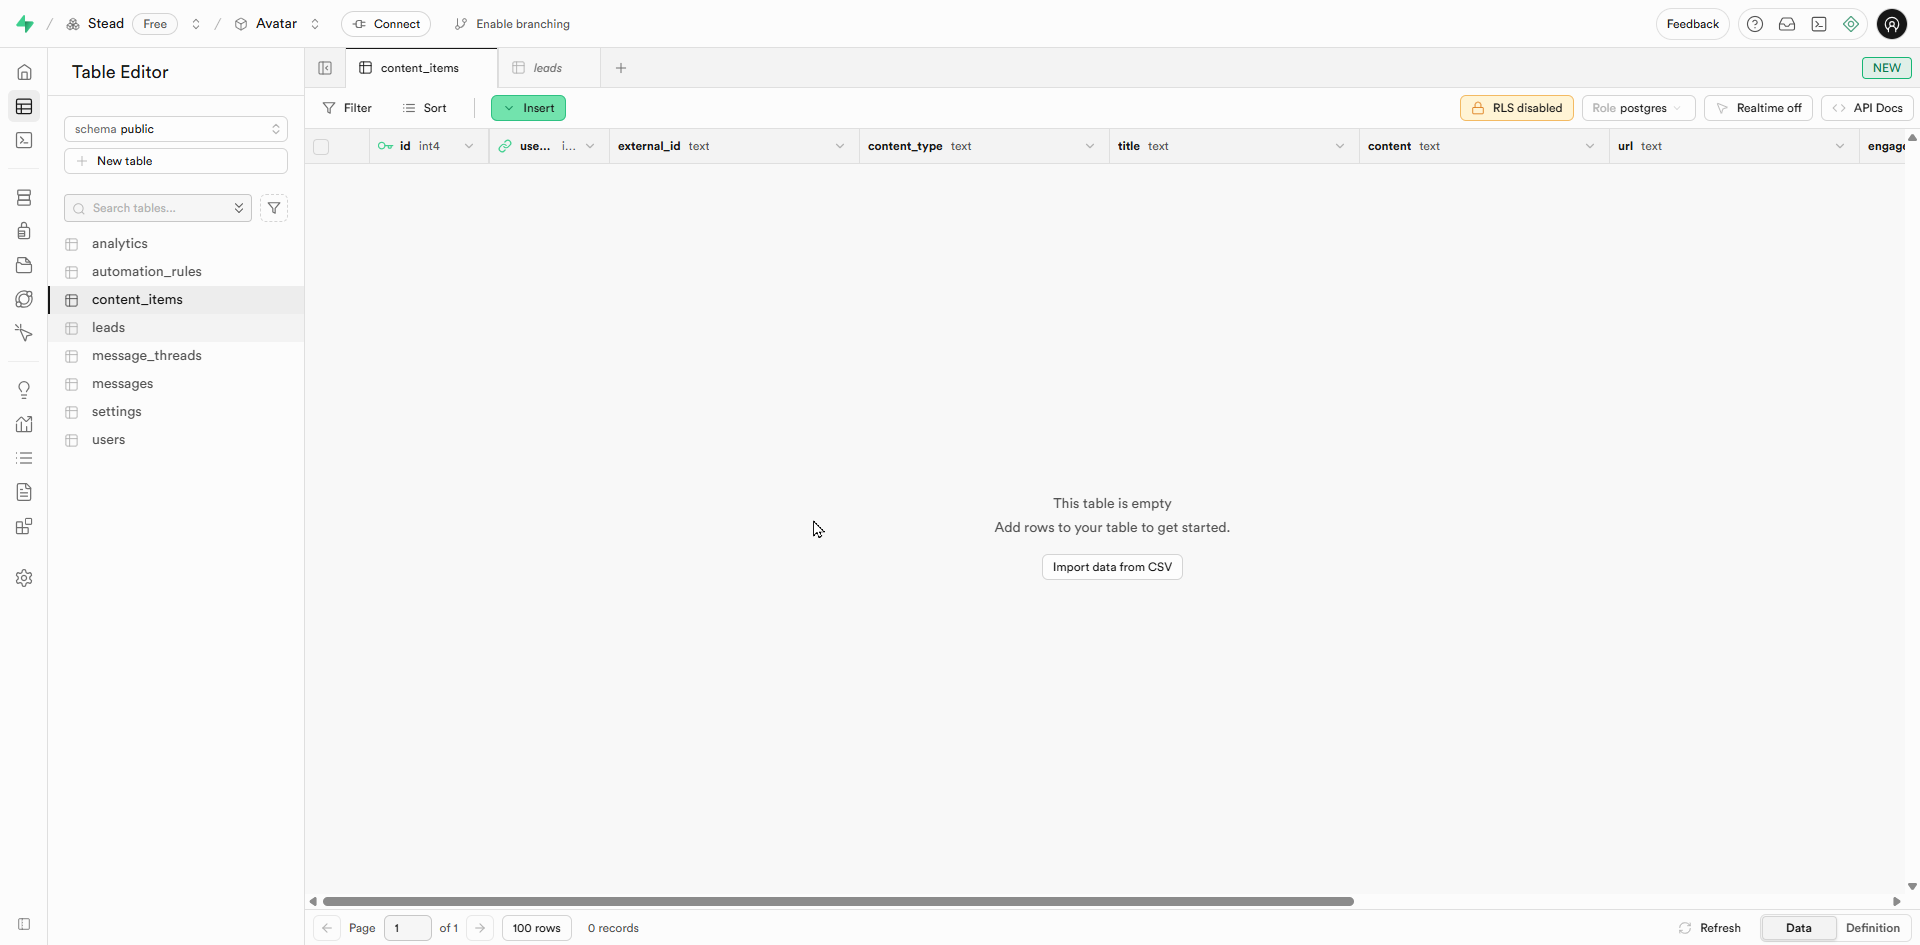 Stead Free Avatar Connect Enable branching Feedback
Table Editor
content_items leads NEW
schema public
New table
Search tables...
analytics
automation_rules
content_items
leads
message_threads
messages
settings
users
Filter Sort Insert RLS disabled Role postgres Realtime off API Docs
id int4 use... i... external_id text content_type text title text content text url text engage
This table is empty
Add rows to your table to get started.
Import data from CSV
Page 1 of 1 100 rows 0 records Refresh Data Definition